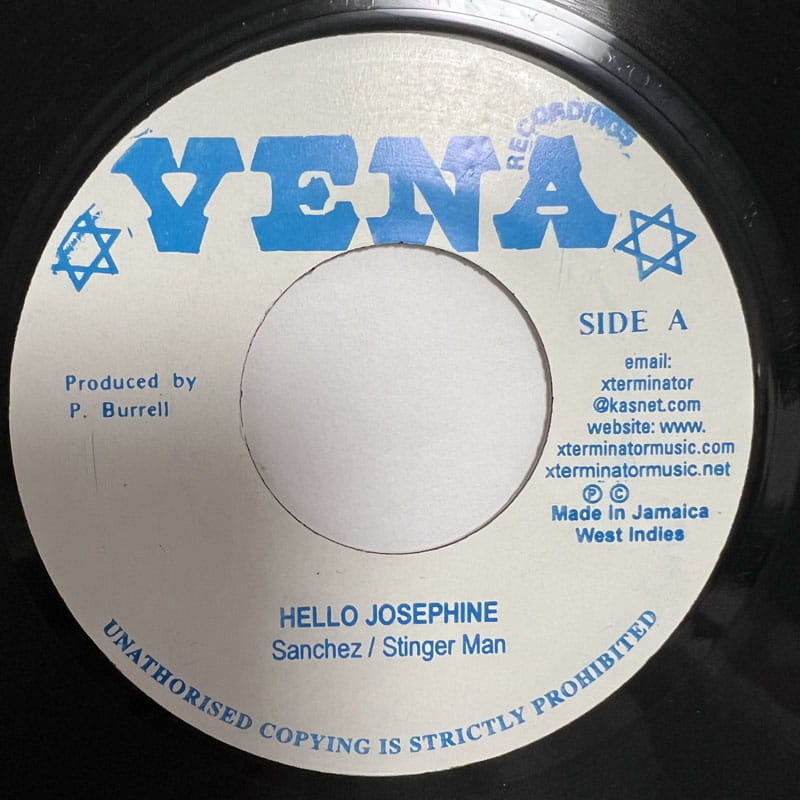 VENA
RECORDINGS
SIDE A
email:
xterminator
@kasnet.com
website: www.
xterminatormusic.com
xterminatormusic.net
Ⓟ ©
Made In Jamaica
West Indies
Produced by
P. Burrell
HELLO JOSEPHINE
Sanchez / Stinger Man
UNATHORISED COPYING IS STRICTLY PROHIBITED